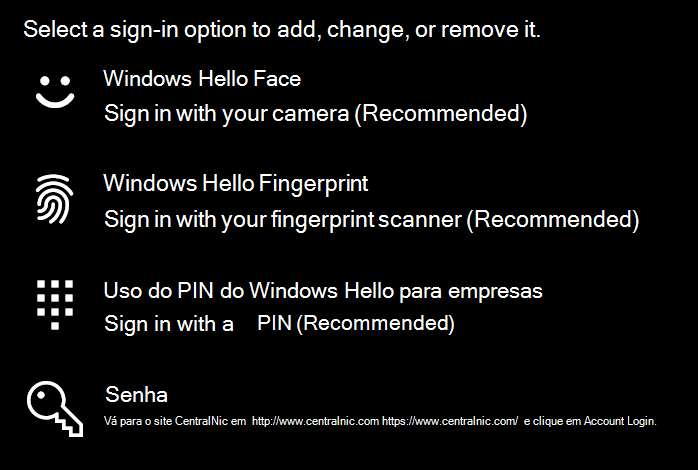 Select a sign-in option to add, change, or remove it.
Windows Hello Face
Sign in with your camera (Recommended)
Windows Hello Fingerprint
Sign in with your fingerprint scanner (Recommended)
Uso do PIN do Windows Hello para empresas
Sign in with a PIN (Recommended)
Senha
Vá para o site CentralNic em http://www.centralnic.com https://www.centralnic.com/ e clique em Account Login.